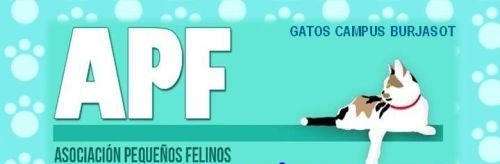 GATOS CAMPUS BURJASOT
APF
ASOCIACIÓN PEQUEÑOS FELINOS